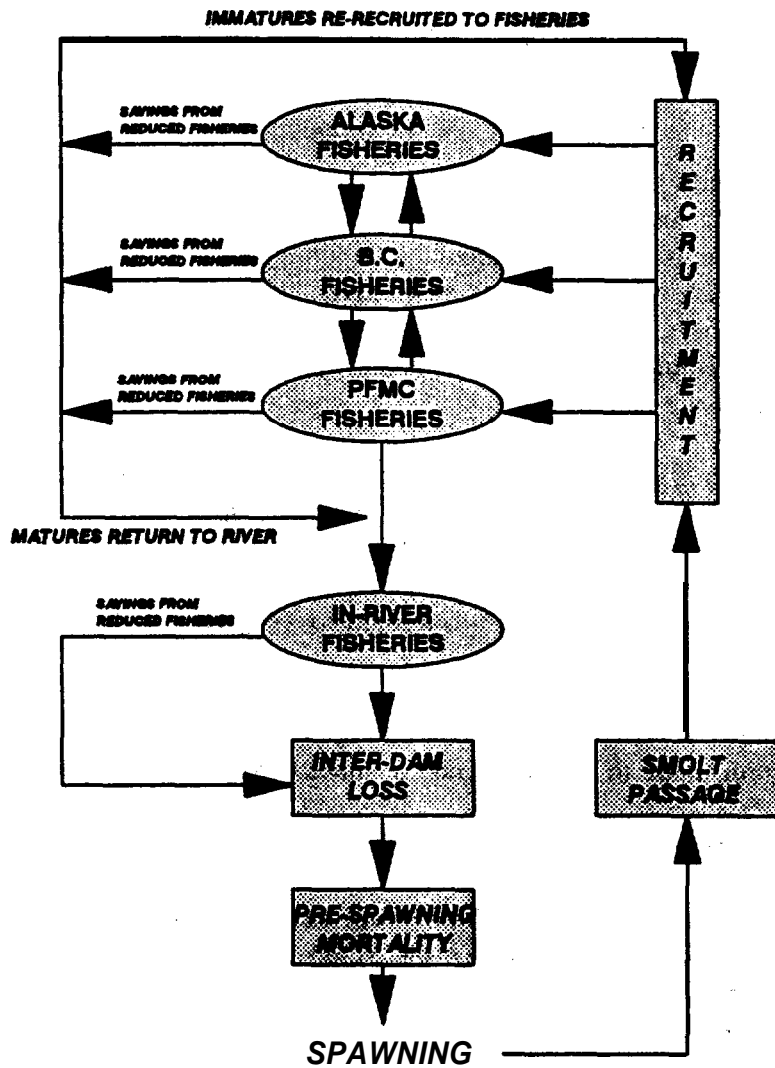 IMMATURES RE-RECRUITED TO FISHERIES
SAVINGS FROM
REDUCED FISHERIES
ALASKA
FISHERIES
SAVINGS FROM
REDUCED FISHERIES
B.C.
FISHERIES
SAVINGS FROM
REDUCED FISHERIES
PFMC
FISHERIES
RECRUITMENT
MATURES RETURN TO RIVER
SAVINGS FROM
REDUCED FISHERIES
IN-RIVER
FISHERIES
INTER-DAM
LOSS
SMOLT
PASSAGE
PRE-SPAWNING
MORTALITY
SPAWNING